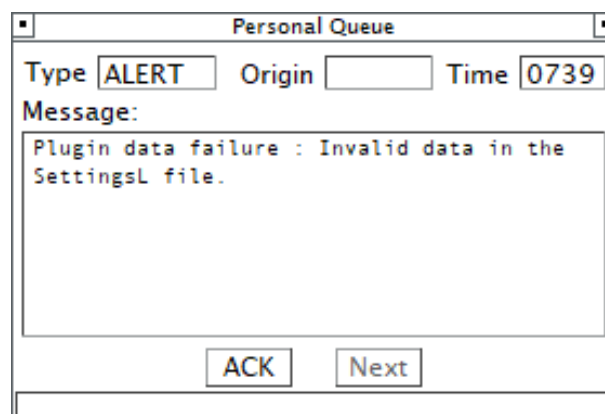 Personal Queue
Type ALERT Origin Time 0739
Message:
Plugin data failure : Invalid data in the
SettingsL file.
ACK Next